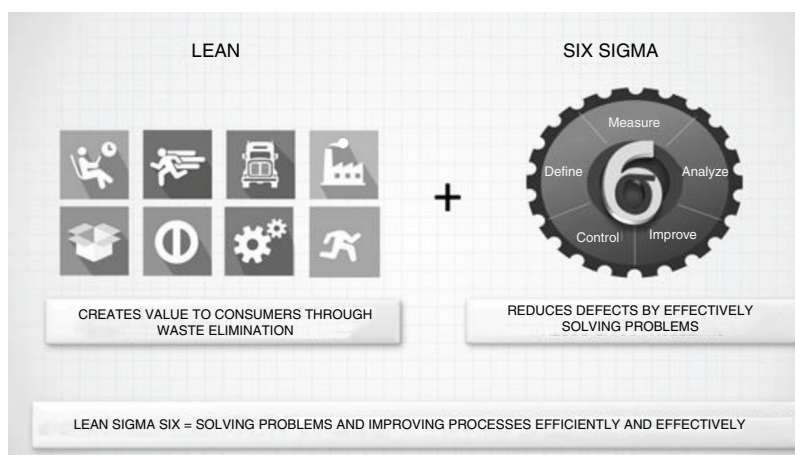 LEAN
SIX SIGMA
Measure
Define
Analyze
6
Control
Improve
+
CREATES VALUE TO CONSUMERS THROUGH
WASTE ELIMINATION
REDUCES DEFECTS BY EFFECTIVELY
SOLVING PROBLEMS
LEAN SIGMA SIX = SOLVING PROBLEMS AND IMPROVING PROCESSES EFFICIENTLY AND EFFECTIVELY